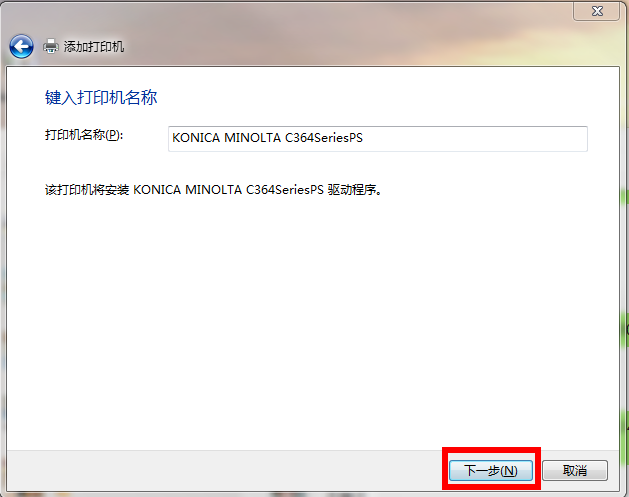 添加打印机
键入打印机名称
打印机名称(P):
KONICA MINOLTA C364SeriesPS
该打印机将安装 KONICA MINOLTA C364SeriesPS 驱动程序。
下一步(N)
取消